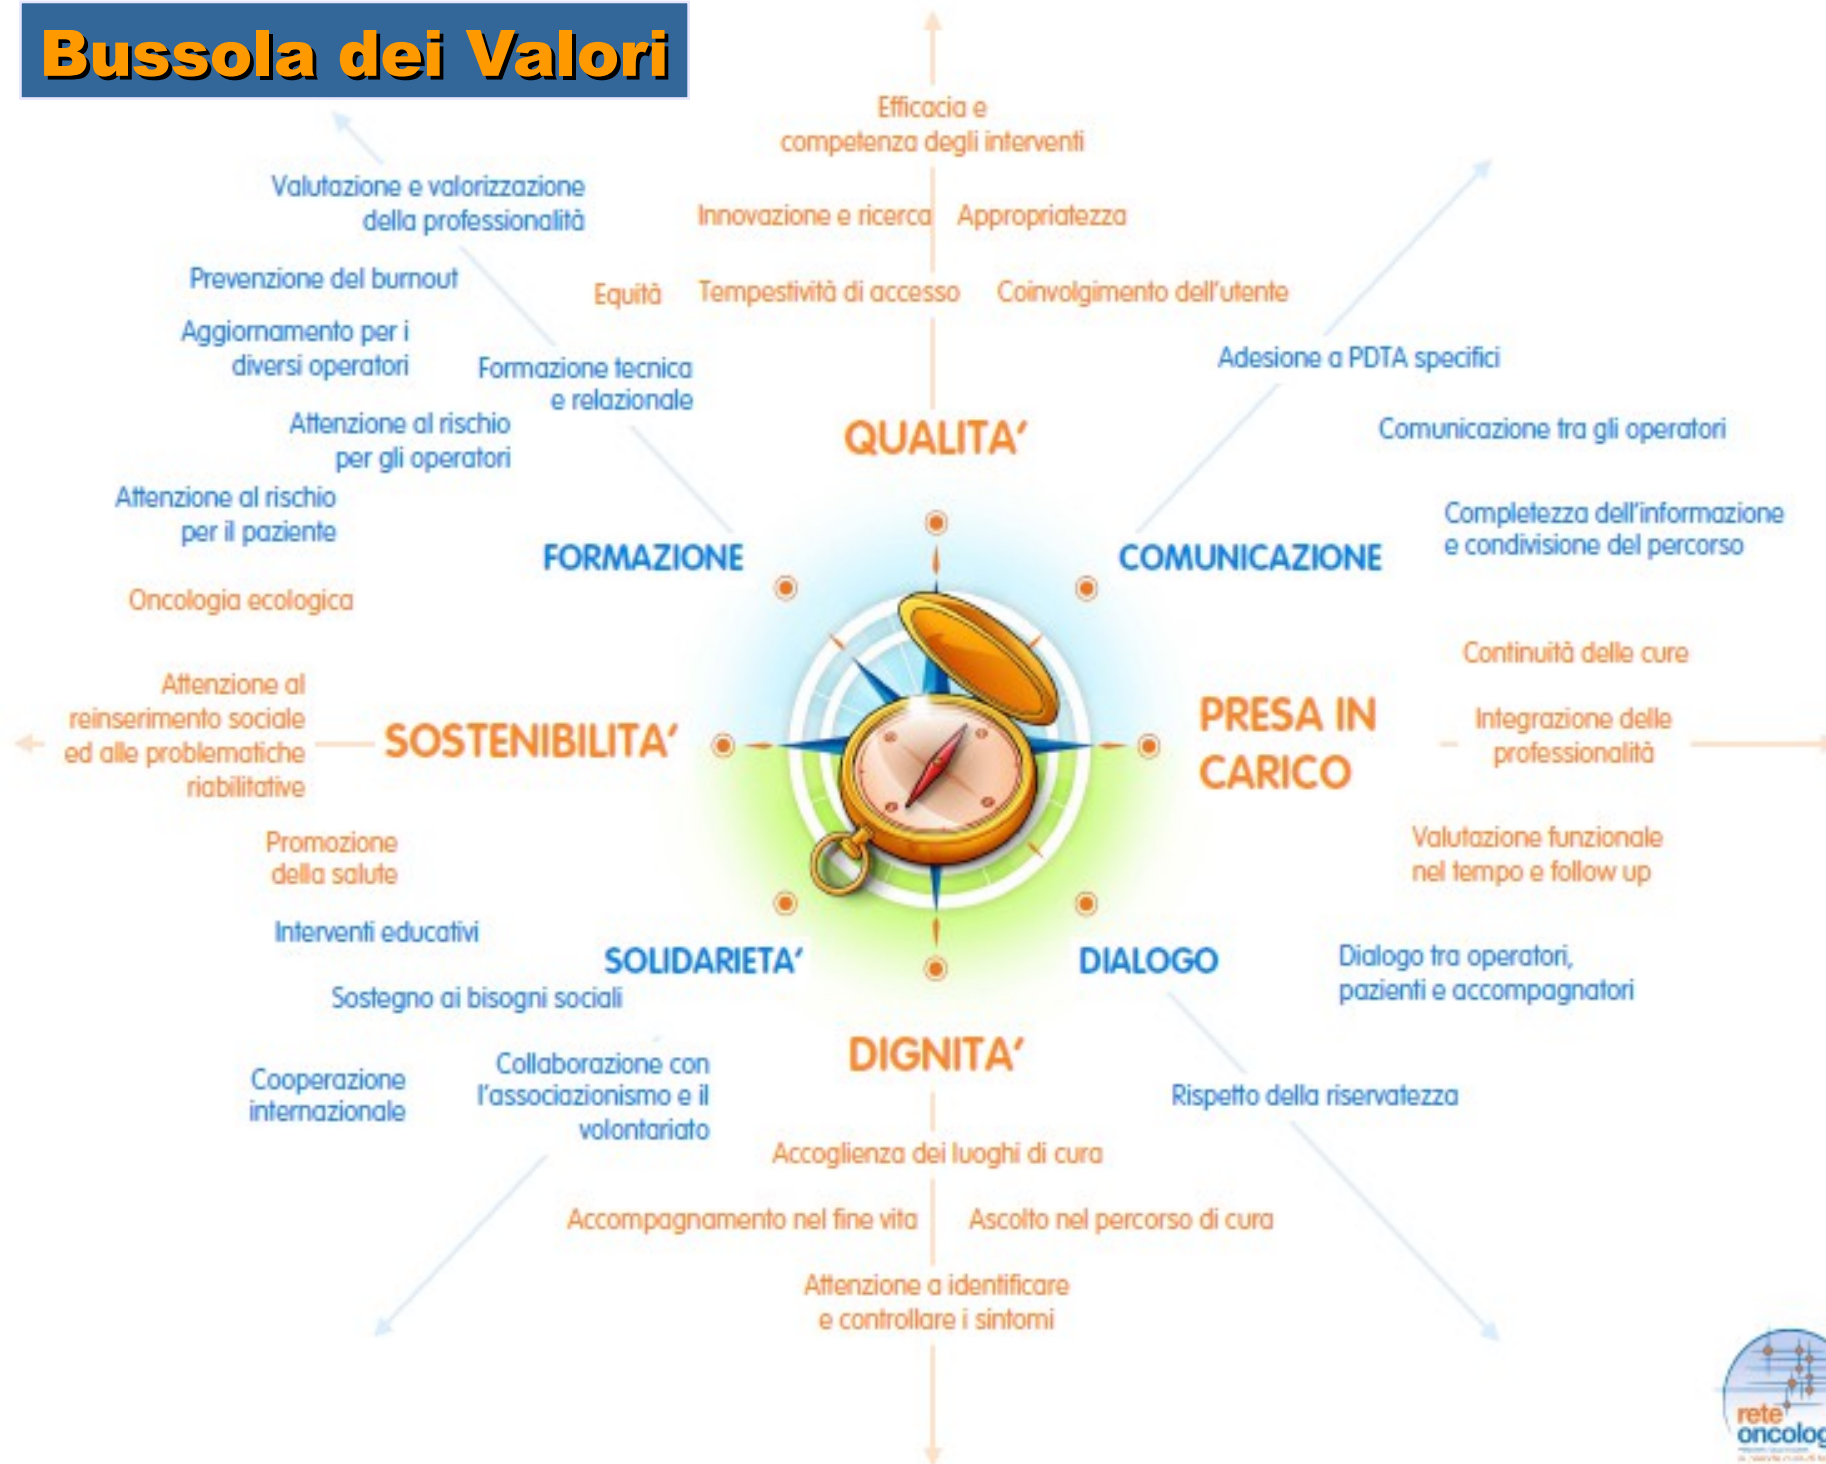 Bussola dei Valori
Efficacia e
competenza degli interventi
Innovazione e ricerca
Appropriatezza
Equità
Tempestività di accesso
Coinvolgimento dell'utente
QUALITA'
Valutazione e valorizzazione
della professionalità
Prevenzione del burnout
Aggiornamento per i
diversi operatori
Formazione tecnica
e relazionale
Attenzione al rischio
per gli operatori
Attenzione al rischio
per il paziente
FORMAZIONE
Adesione a PDTA specifici
Comunicazione tra gli operatori
Completezza dell'informazione
e condivisione del percorso
COMUNICAZIONE
Oncologia ecologica
Attenzione al
reinserimento sociale
ed alle problematiche
riabilitative
SOSTENIBILITA'
Promozione
della salute
Continuità delle cure
PRESA IN
CARICO
Integrazione delle
professionalità
Valutazione funzionale
nel tempo e follow up
Interventi educativi
SOLIDARIETA'
Sostegno ai bisogni sociali
Cooperazione
internazionale
Collaborazione con
l'associazionismo e il
volontariato
DIALOGO
Dialogo tra operatori,
pazienti e accompagnatori
Rispetto della riservatezza
DIGNITA'
Accoglienza dei luoghi di cura
Accompagnamento nel fine vita
Ascolto nel percorso di cura
Attenzione a identificare
e controllare i sintomi
rete
oncolog